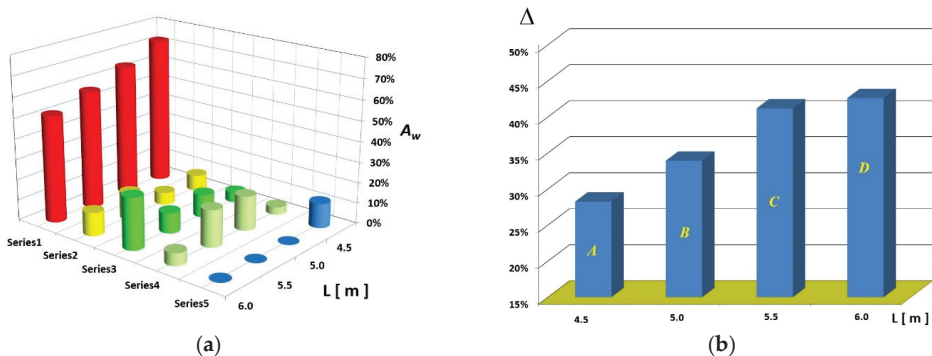 80%
70%
60%
50%
40%
30%
20%
10%
0%
A_w
Series1
Series2
Series3
Series4
Series5
4.5
5.0
5.5
6.0
L [ m ]
(a)
Δ
50%
45%
40%
35%
30%
25%
20%
15%
A
B
C
D
4.5
5.0
5.5
6.0
L [ m ]
(b)